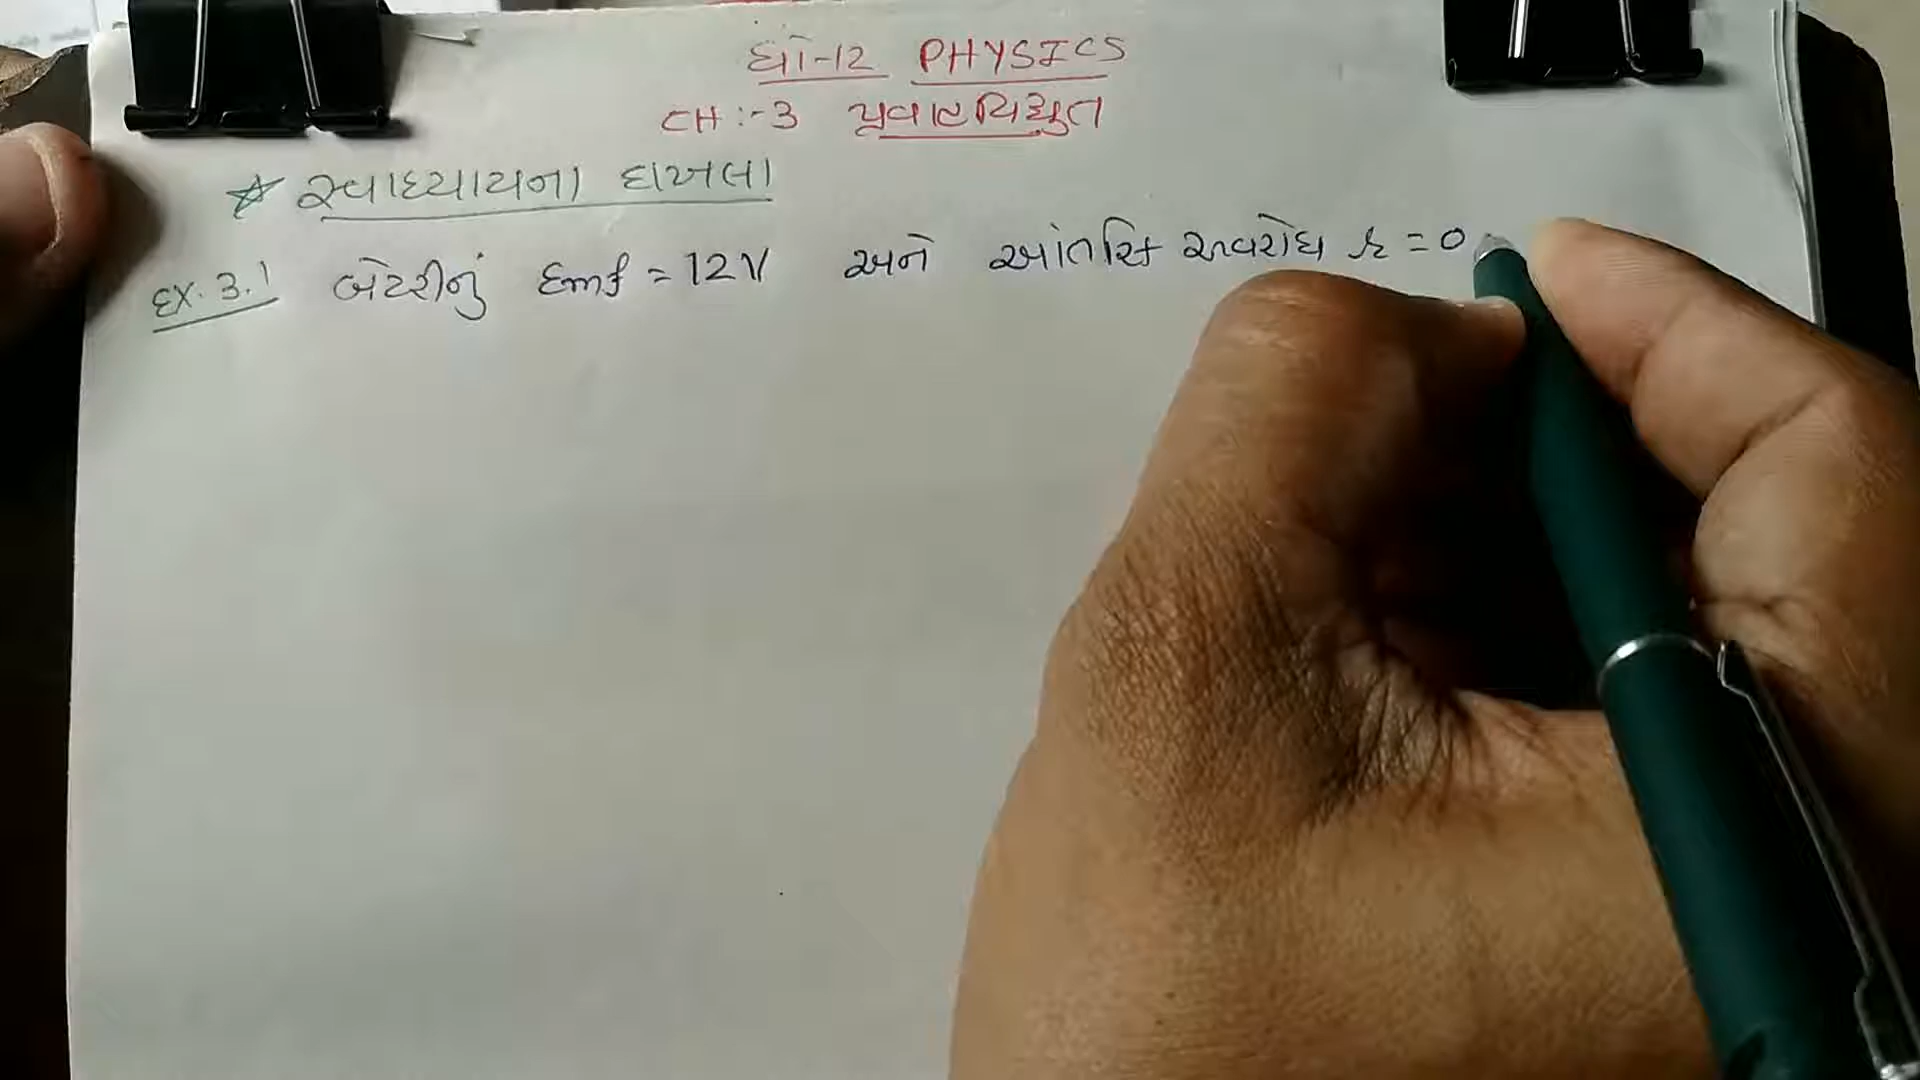 ધો-12 PHYSICS
CH :- 3 પ્રવાહવિદ્યુત
સ્વાધ્યાયના દાખલા
EX. 3.1 બેટરીનું Emf = 12V અને આંતરિક અવરોધ r = 0